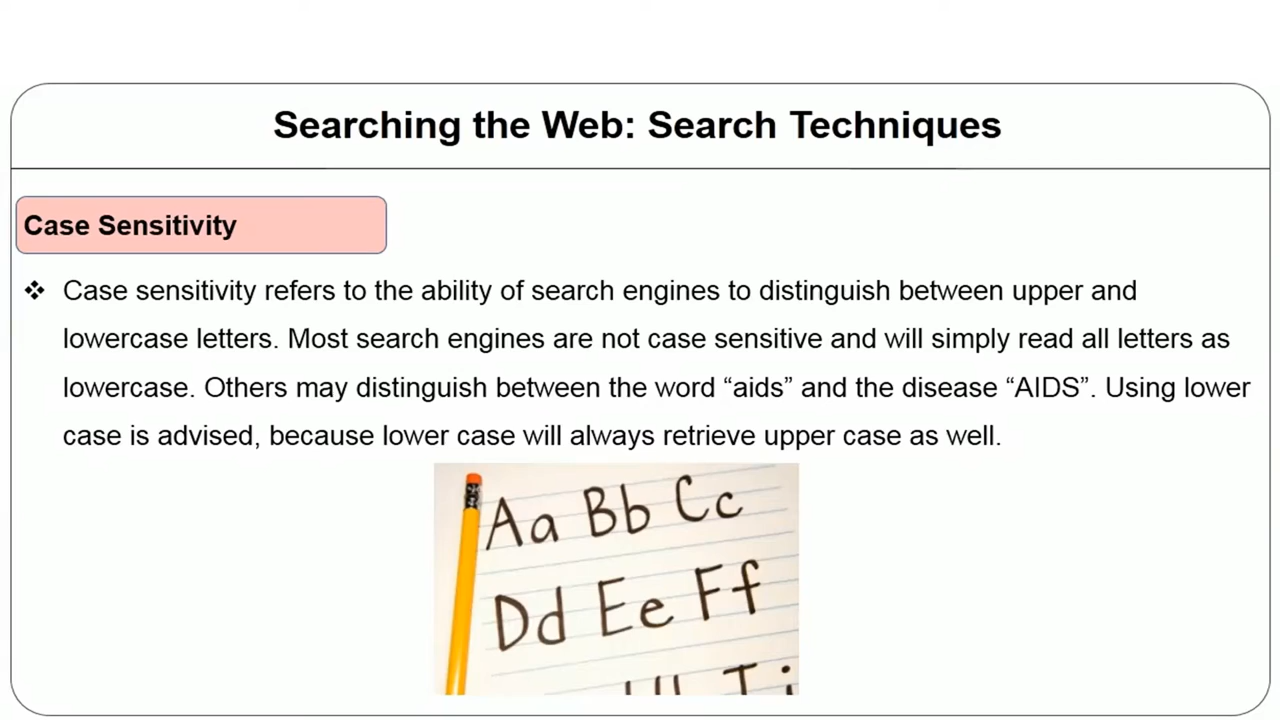 Searching the Web: Search Techniques
Case Sensitivity
❖ Case sensitivity refers to the ability of search engines to distinguish between upper and
lowercase letters. Most search engines are not case sensitive and will simply read all letters as
lowercase. Others may distinguish between the word “aids” and the disease “AIDS”. Using lower
case is advised, because lower case will always retrieve upper case as well.
Aa Bb Cc
Dd Ee Ff